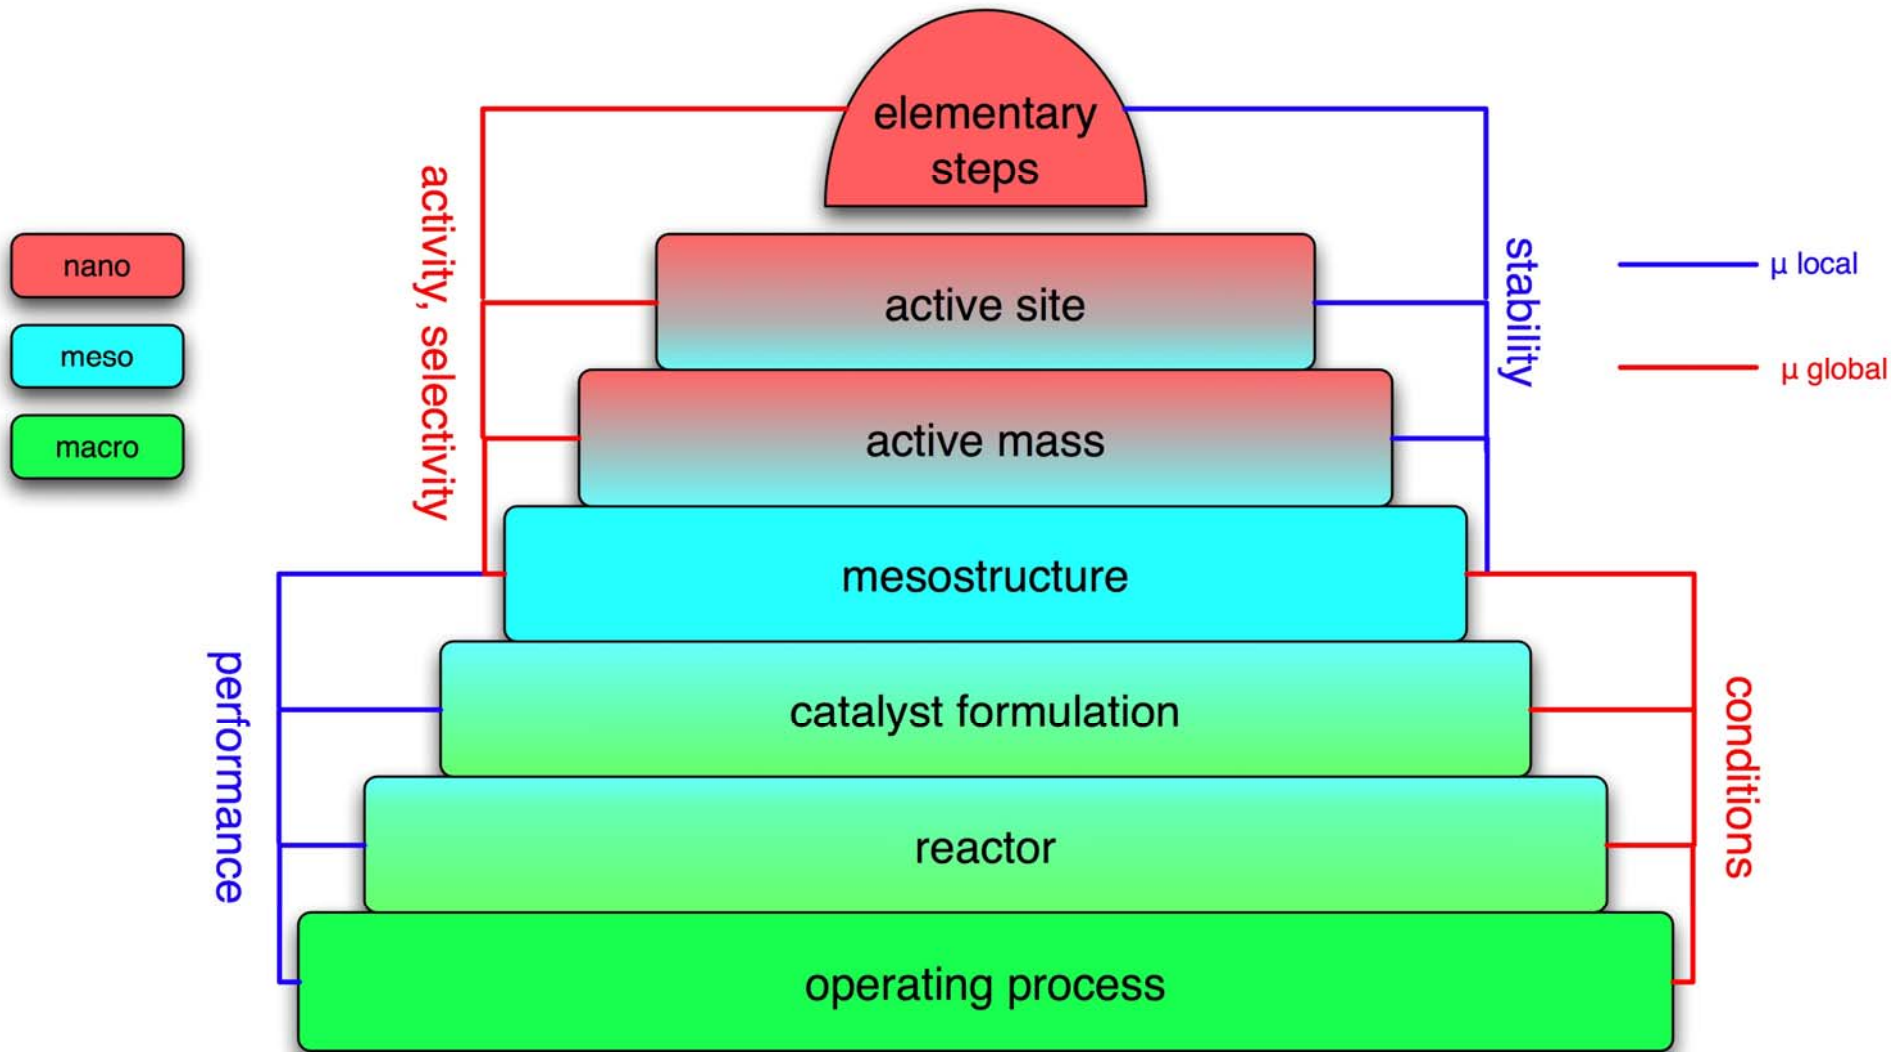 elementary
steps
activity, selectivity
stability
nano
meso
macro
μ local
μ global
active site
active mass
mesostructure
catalyst formulation
reactor
operating process
performance
conditions